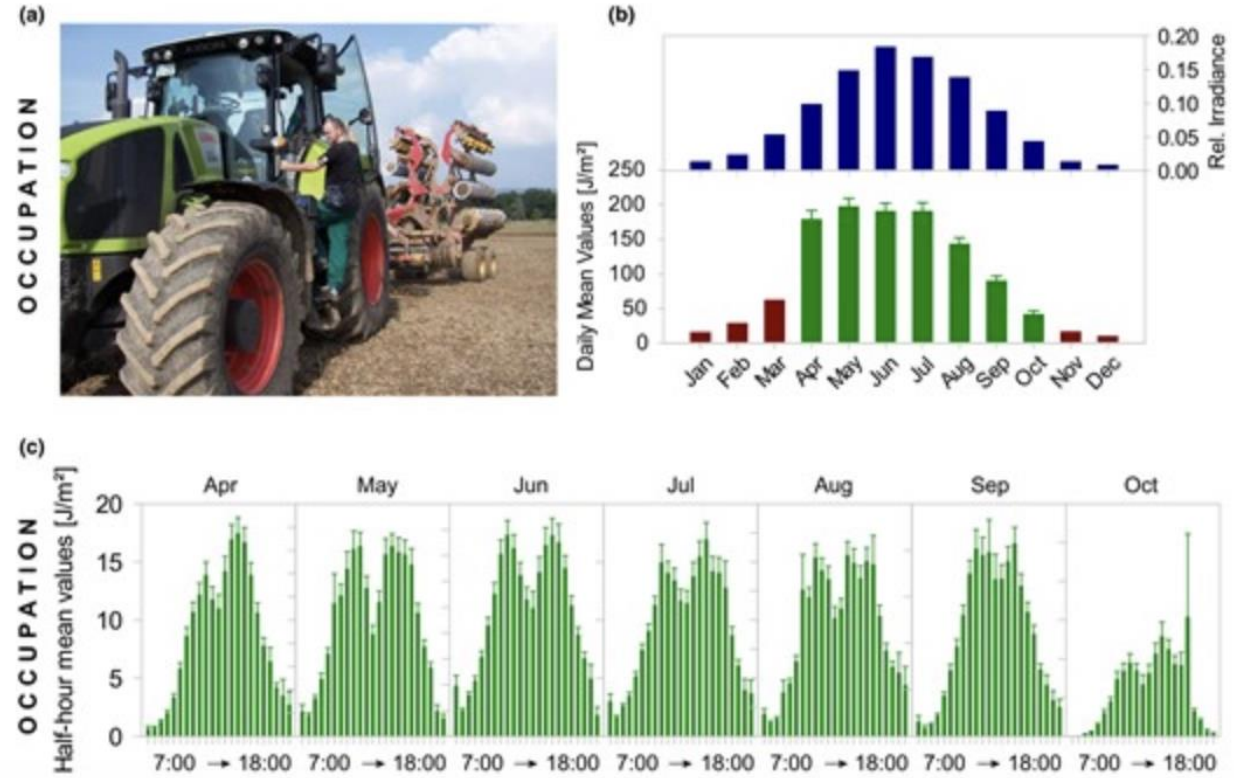 (a)
OCCUPATION
(b)
0.20
0.15
0.10
0.05
0.00
Rel. Irradiance
Daily Mean Values [J/m²]
250
200
150
100
50
0
Jan Feb Mar Apr May Jun Jul Aug Sep Oct Nov Dec
(c)
OCCUPATION
Half-hour mean values [J/m²]
Apr May Jun Jul Aug Sep Oct
20
15
10
5
0
7:00 → 18:00 7:00 → 18:00 7:00 → 18:00 7:00 → 18:00 7:00 → 18:00 7:00 → 18:00 7:00 → 18:00